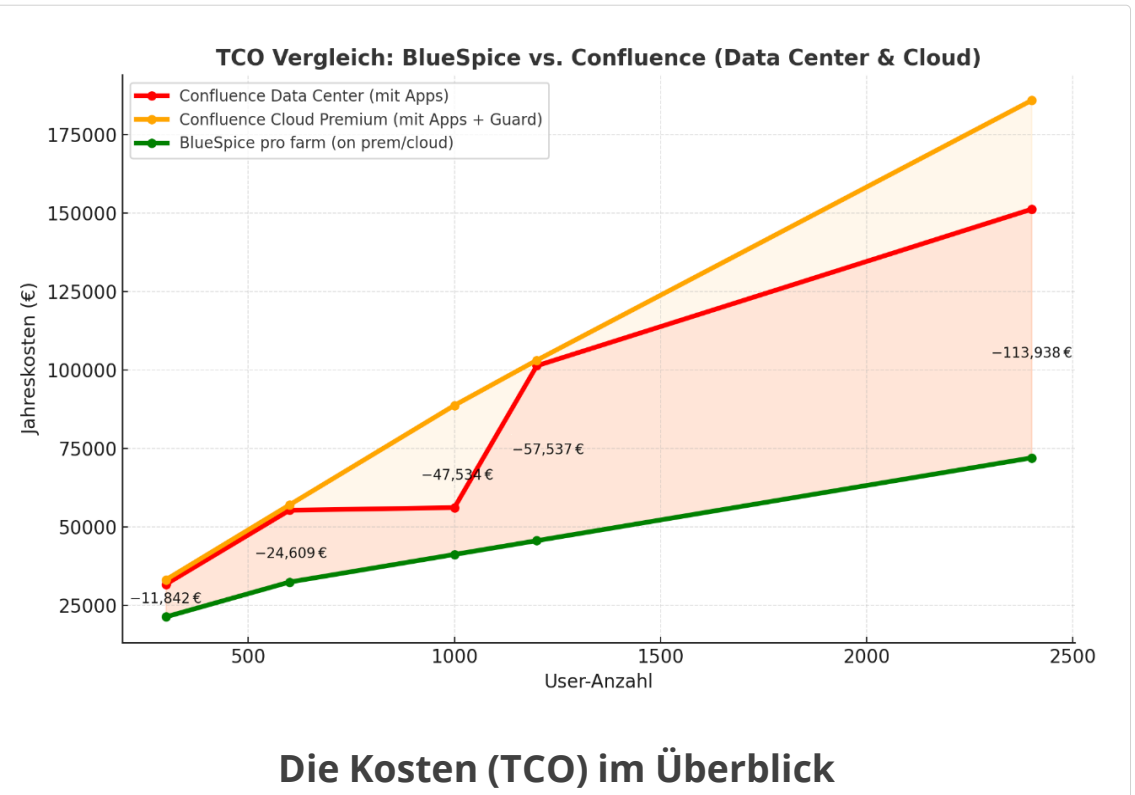 TCO Vergleich: BlueSpice vs. Confluence (Data Center & Cloud)
Confluence Data Center (mit Apps)
Confluence Cloud Premium (mit Apps + Guard)
BlueSpice pro farm (on prem/cloud)
175000
150000
125000
100000
75000
50000
25000
Jahreskosten (€)
−113,938 €
−57,537 €
−47,534 €
−24,609 €
−11,842 €
500
1000
1500
2000
2500
User-Anzahl
Die Kosten (TCO) im Überblick